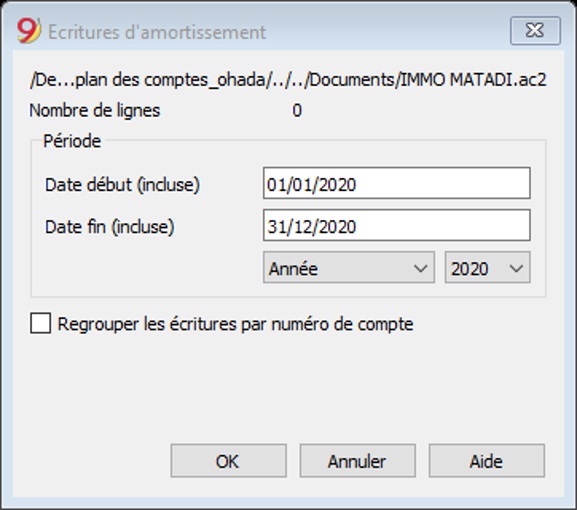 Ecritures d'amortissement
/De...plan des comptes_ohada/../../Documents/IMMO MATADI.ac2
Nombre de lignes 0
Période
Date début (incluse) 01/01/2020
Date fin (incluse) 31/12/2020
Année 2020
Regrouper les écritures par numéro de compte
OK Annuler Aide